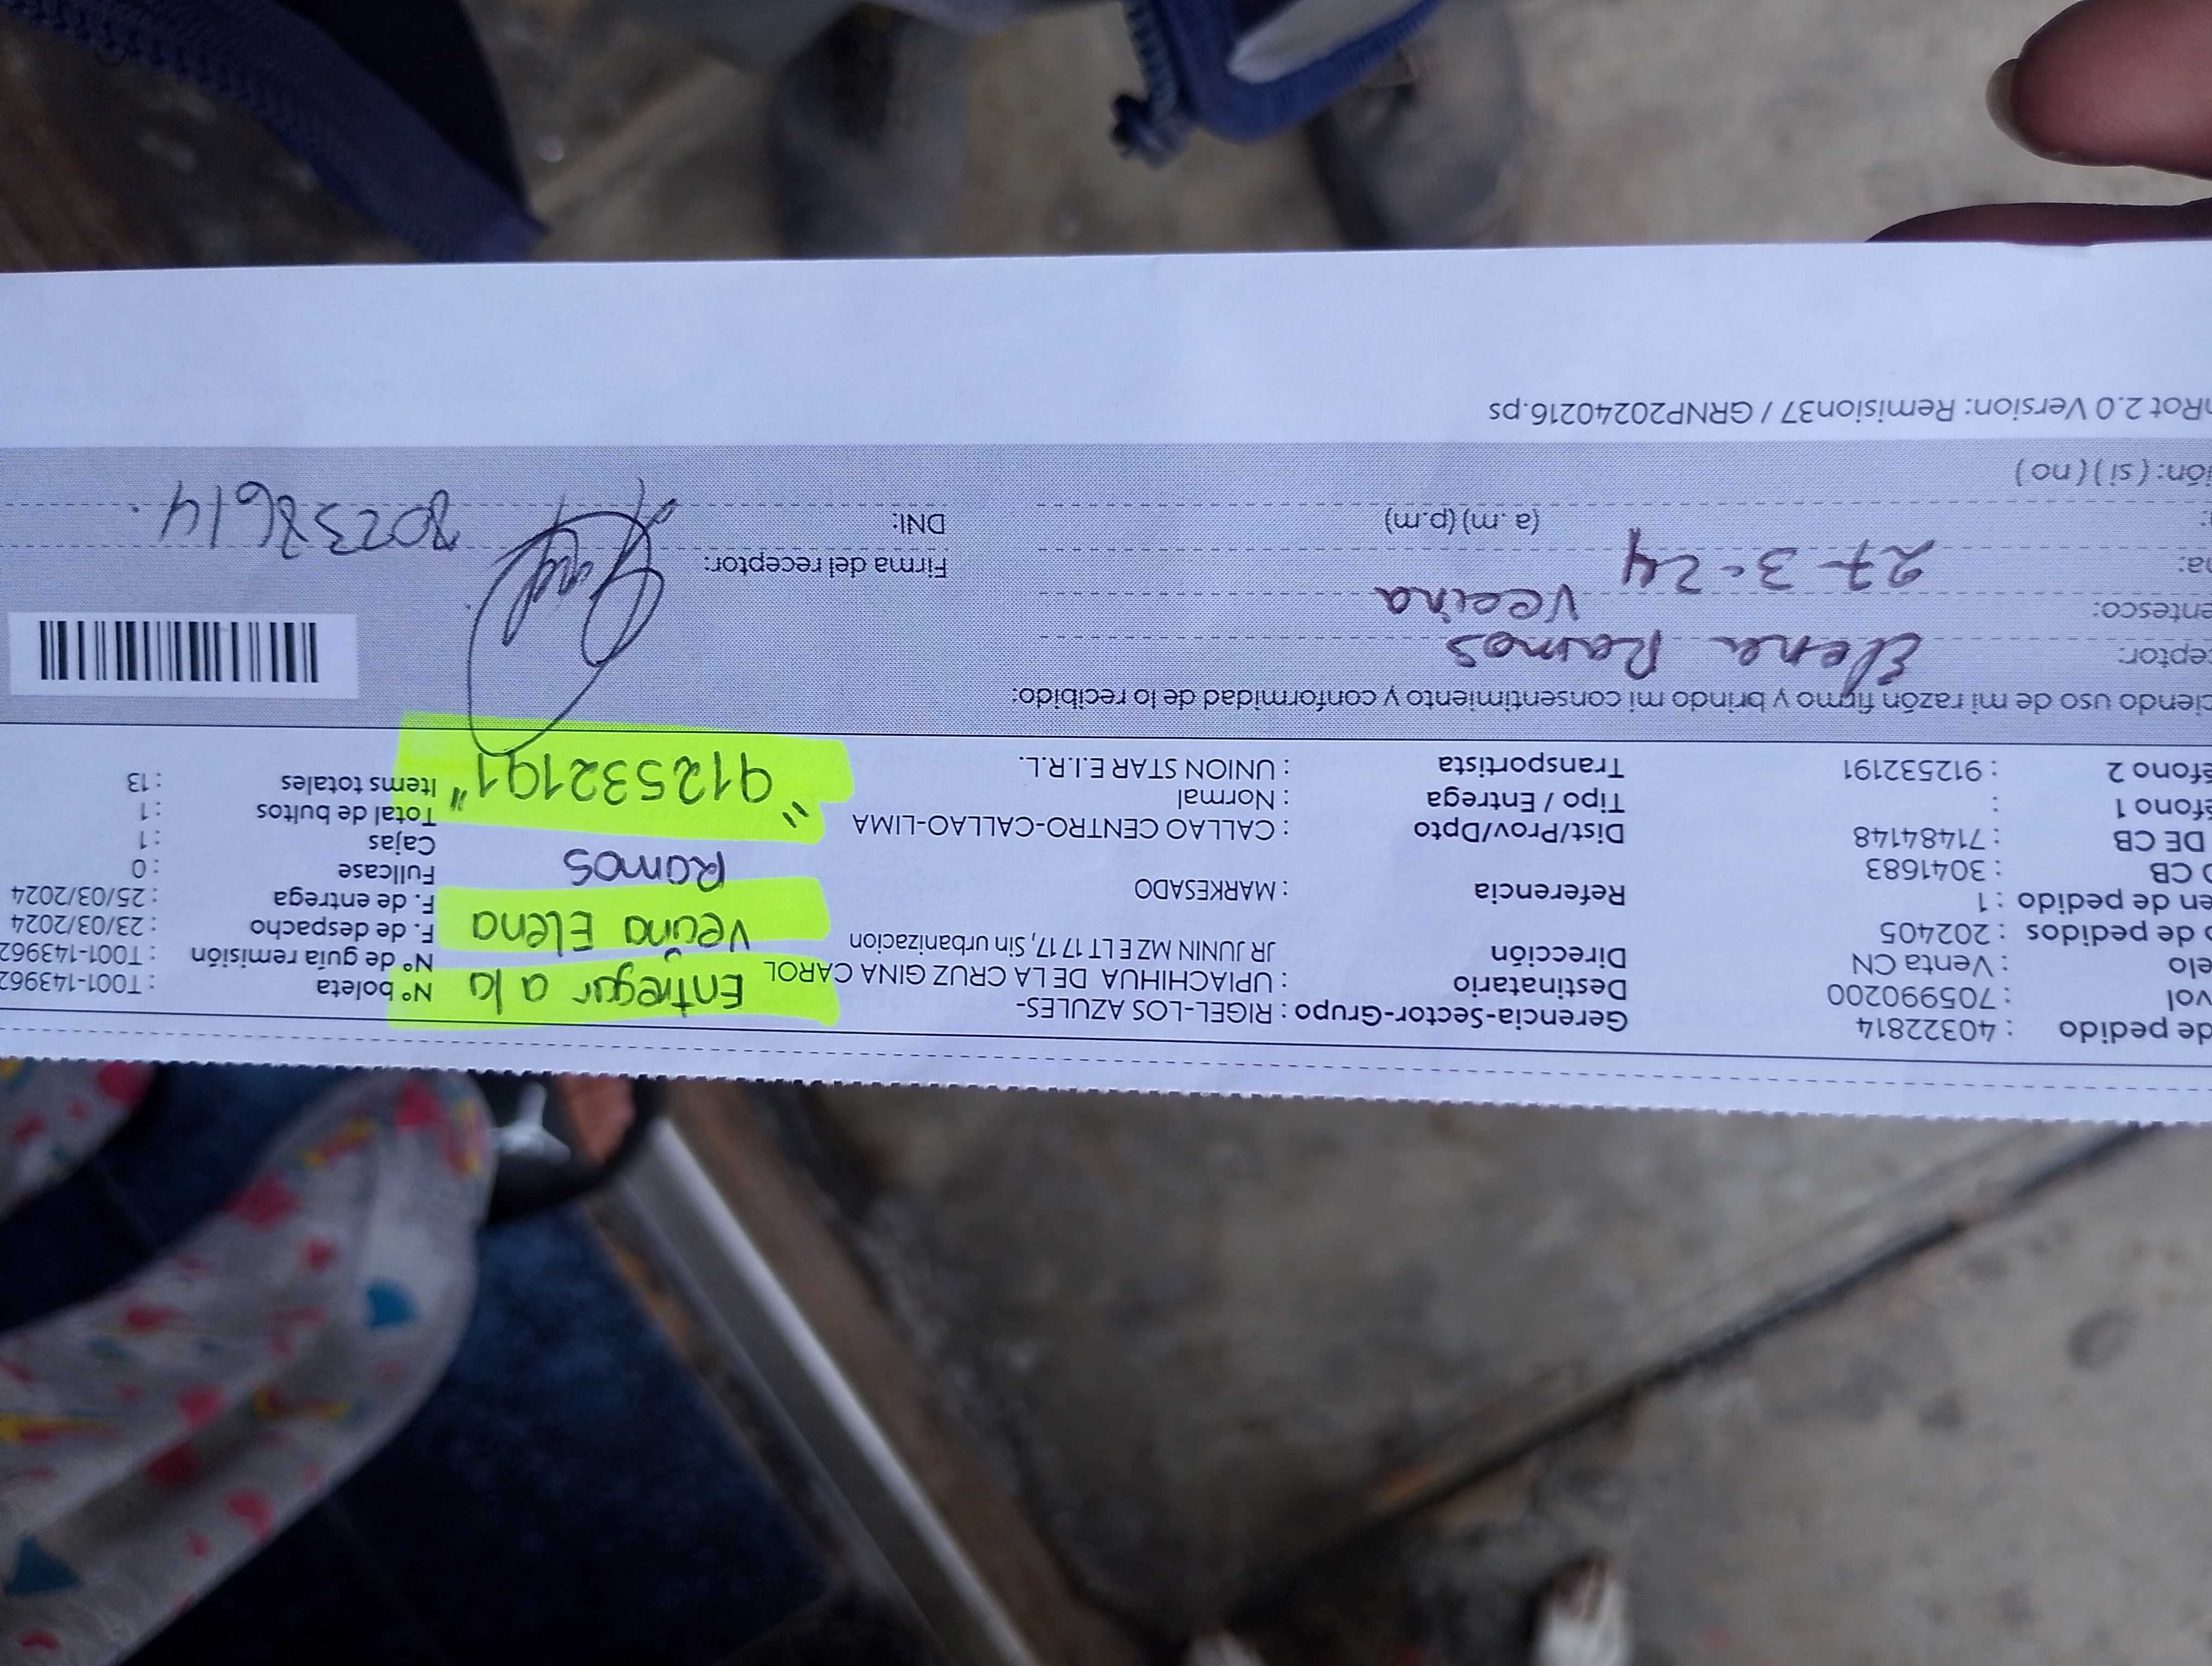 de pedido : 40322814 Gerencia-Sector-Grupo : RIGEL-LOS AZULES-
vol : 705990200 Destinatario : UPIACHIHUA DE LA CRUZ GINA CAROL Entregar a la Nº boleta : T001-143962
elo : Venta CN Dirección JR JUNIN MZ E LT 17 17, Sin urbanizacion Vecina Elena Nº de guía remisión : T001-143962
o de pedidos : 202405 F. de despacho : 23/03/2024
en de pedido : 1 Referencia : MARKESADO Ramos F. de entrega : 25/03/2024
O CB : 3041683 Fullcase : 0
DE CB : 71484148 Dist/Prov/Dpto : CALLAO CENTRO-CALLAO-LIMA Cajas : 1
éfono 1 : Tipo / Entrega : Normal "912532191" Total de bultos : 1
éfono 2 : 912532191 Transportista : UNION STAR E.I.R.L. Items totales : 13
ciendo uso de mi razón firmo y brindo mi consentimiento y conformidad de lo recibido:
ceptor: Elena Ramos
entesco: Vecina
na: 27-3-24 Firma del receptor:
: (a.m) (p.m) DNI: 80238614
ión: ( si ) ( no )
nRot 2.0 Version: Remision37 / GRNP20240216.ps